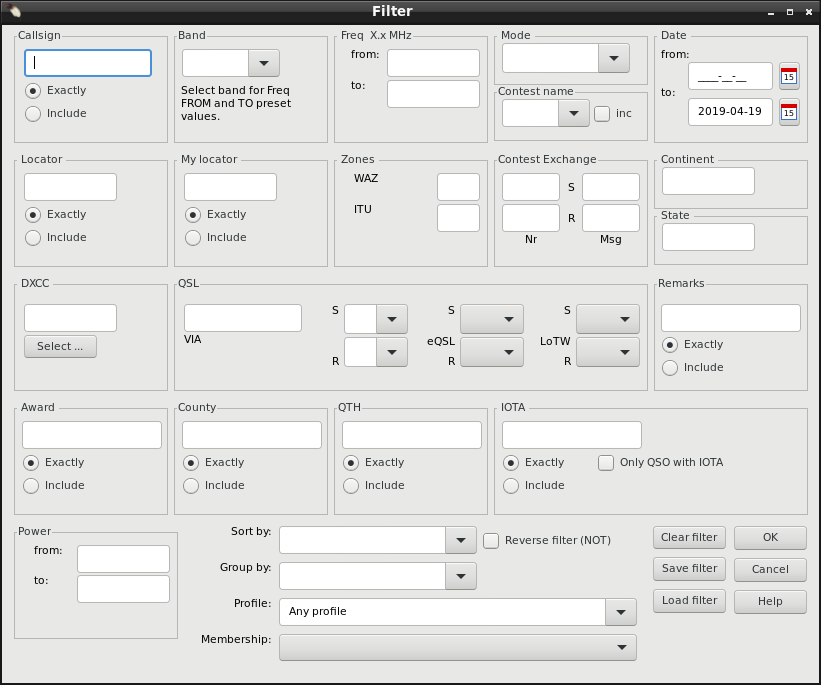 Filter
Callsign
Exactly
Include
Band
Select band for Freq
FROM and TO preset
values.
Freq X.x MHz
from:
to:
Mode
Contest name
inc
Date
from:
____-__-__
15
to:
2019-04-19
15
Locator
Exactly
Include
My locator
Exactly
Include
Zones
WAZ
ITU
Contest Exchange
S
R
Nr Msg
Continent
State
DXCC
Select ...
QSL
VIA
S
R
S
eQSL
R
S
LoTW
R
Remarks
Exactly
Include
Award
Exactly
Include
County
Exactly
Include
QTH
Exactly
Include
IOTA
Exactly
Include
Only QSO with IOTA
Power
from:
to:
Sort by:
Reverse filter (NOT)
Group by:
Profile: Any profile
Membership:
Clear filter OK
Save filter Cancel
Load filter Help